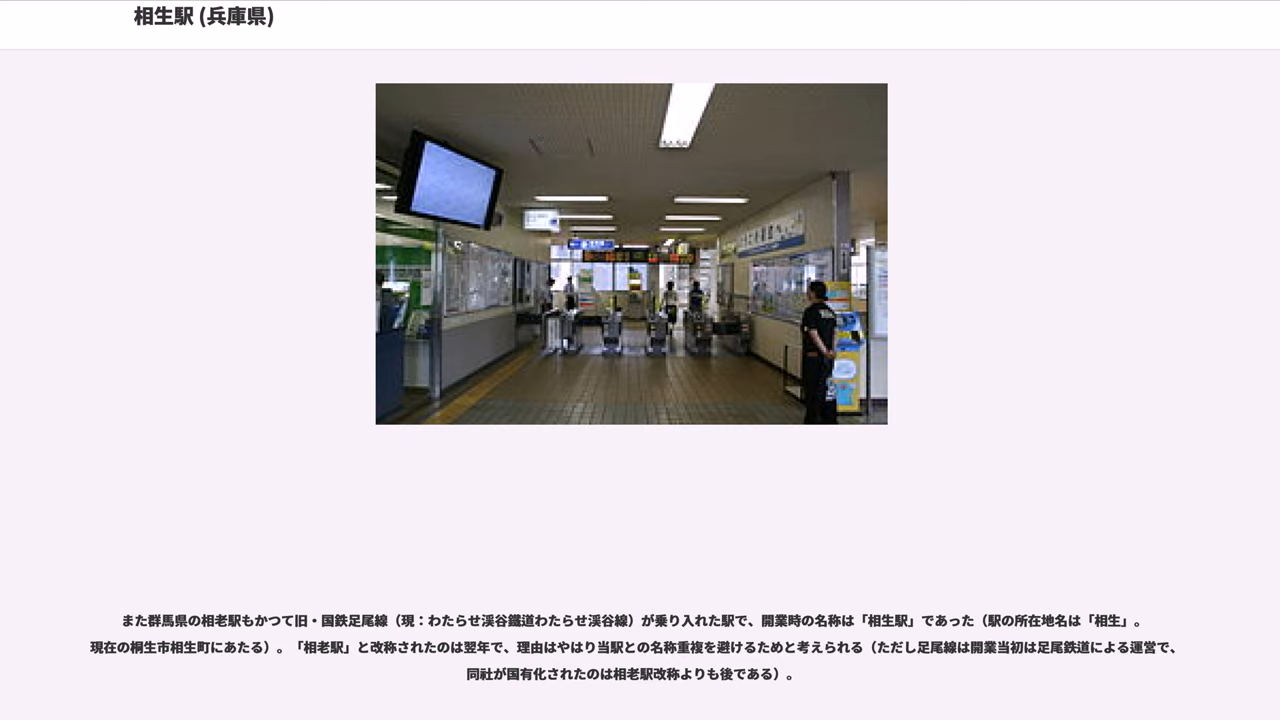 相生駅 (兵庫県)
また群馬県の相老駅もかつて旧・国鉄足尾線（現：わたらせ渓谷鐵道わたらせ渓谷線）が乗り入れた駅で、開業時の名称は「相生駅」であった（駅の所在地名は「相生」。
現在の桐生市相生町にあたる）。「相老駅」と改称されたのは翌年で、理由はやはり当駅との名称重複を避けるためと考えられる（ただし足尾線は開業当初は足尾鉄道による運営で、
同社が国有化されたのは相老駅改称よりも後である）。